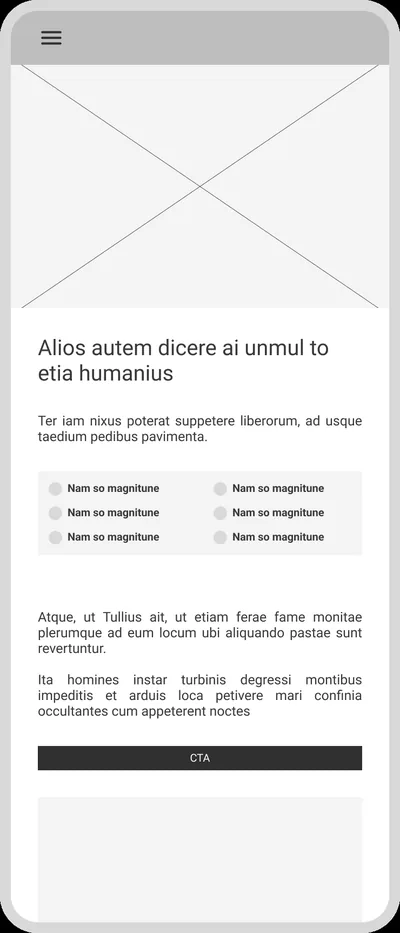 Alios autem dicere ai unmul to
etia humanius
Ter iam nixus poterat suppetere liberorum, ad usque
taedium pedibus pavimenta.
Nam so magnitune Nam so magnitune
Nam so magnitune Nam so magnitune
Nam so magnitune Nam so magnitune
Atque, ut Tullius ait, ut etiam ferae fame monitae
plerumque ad eum locum ubi aliquando pastae sunt
revertuntur.
Ita homines instar turbinis degressi montibus
impeditis et arduis loca petivere mari confinia
occultantes cum appeterent noctes
CTA